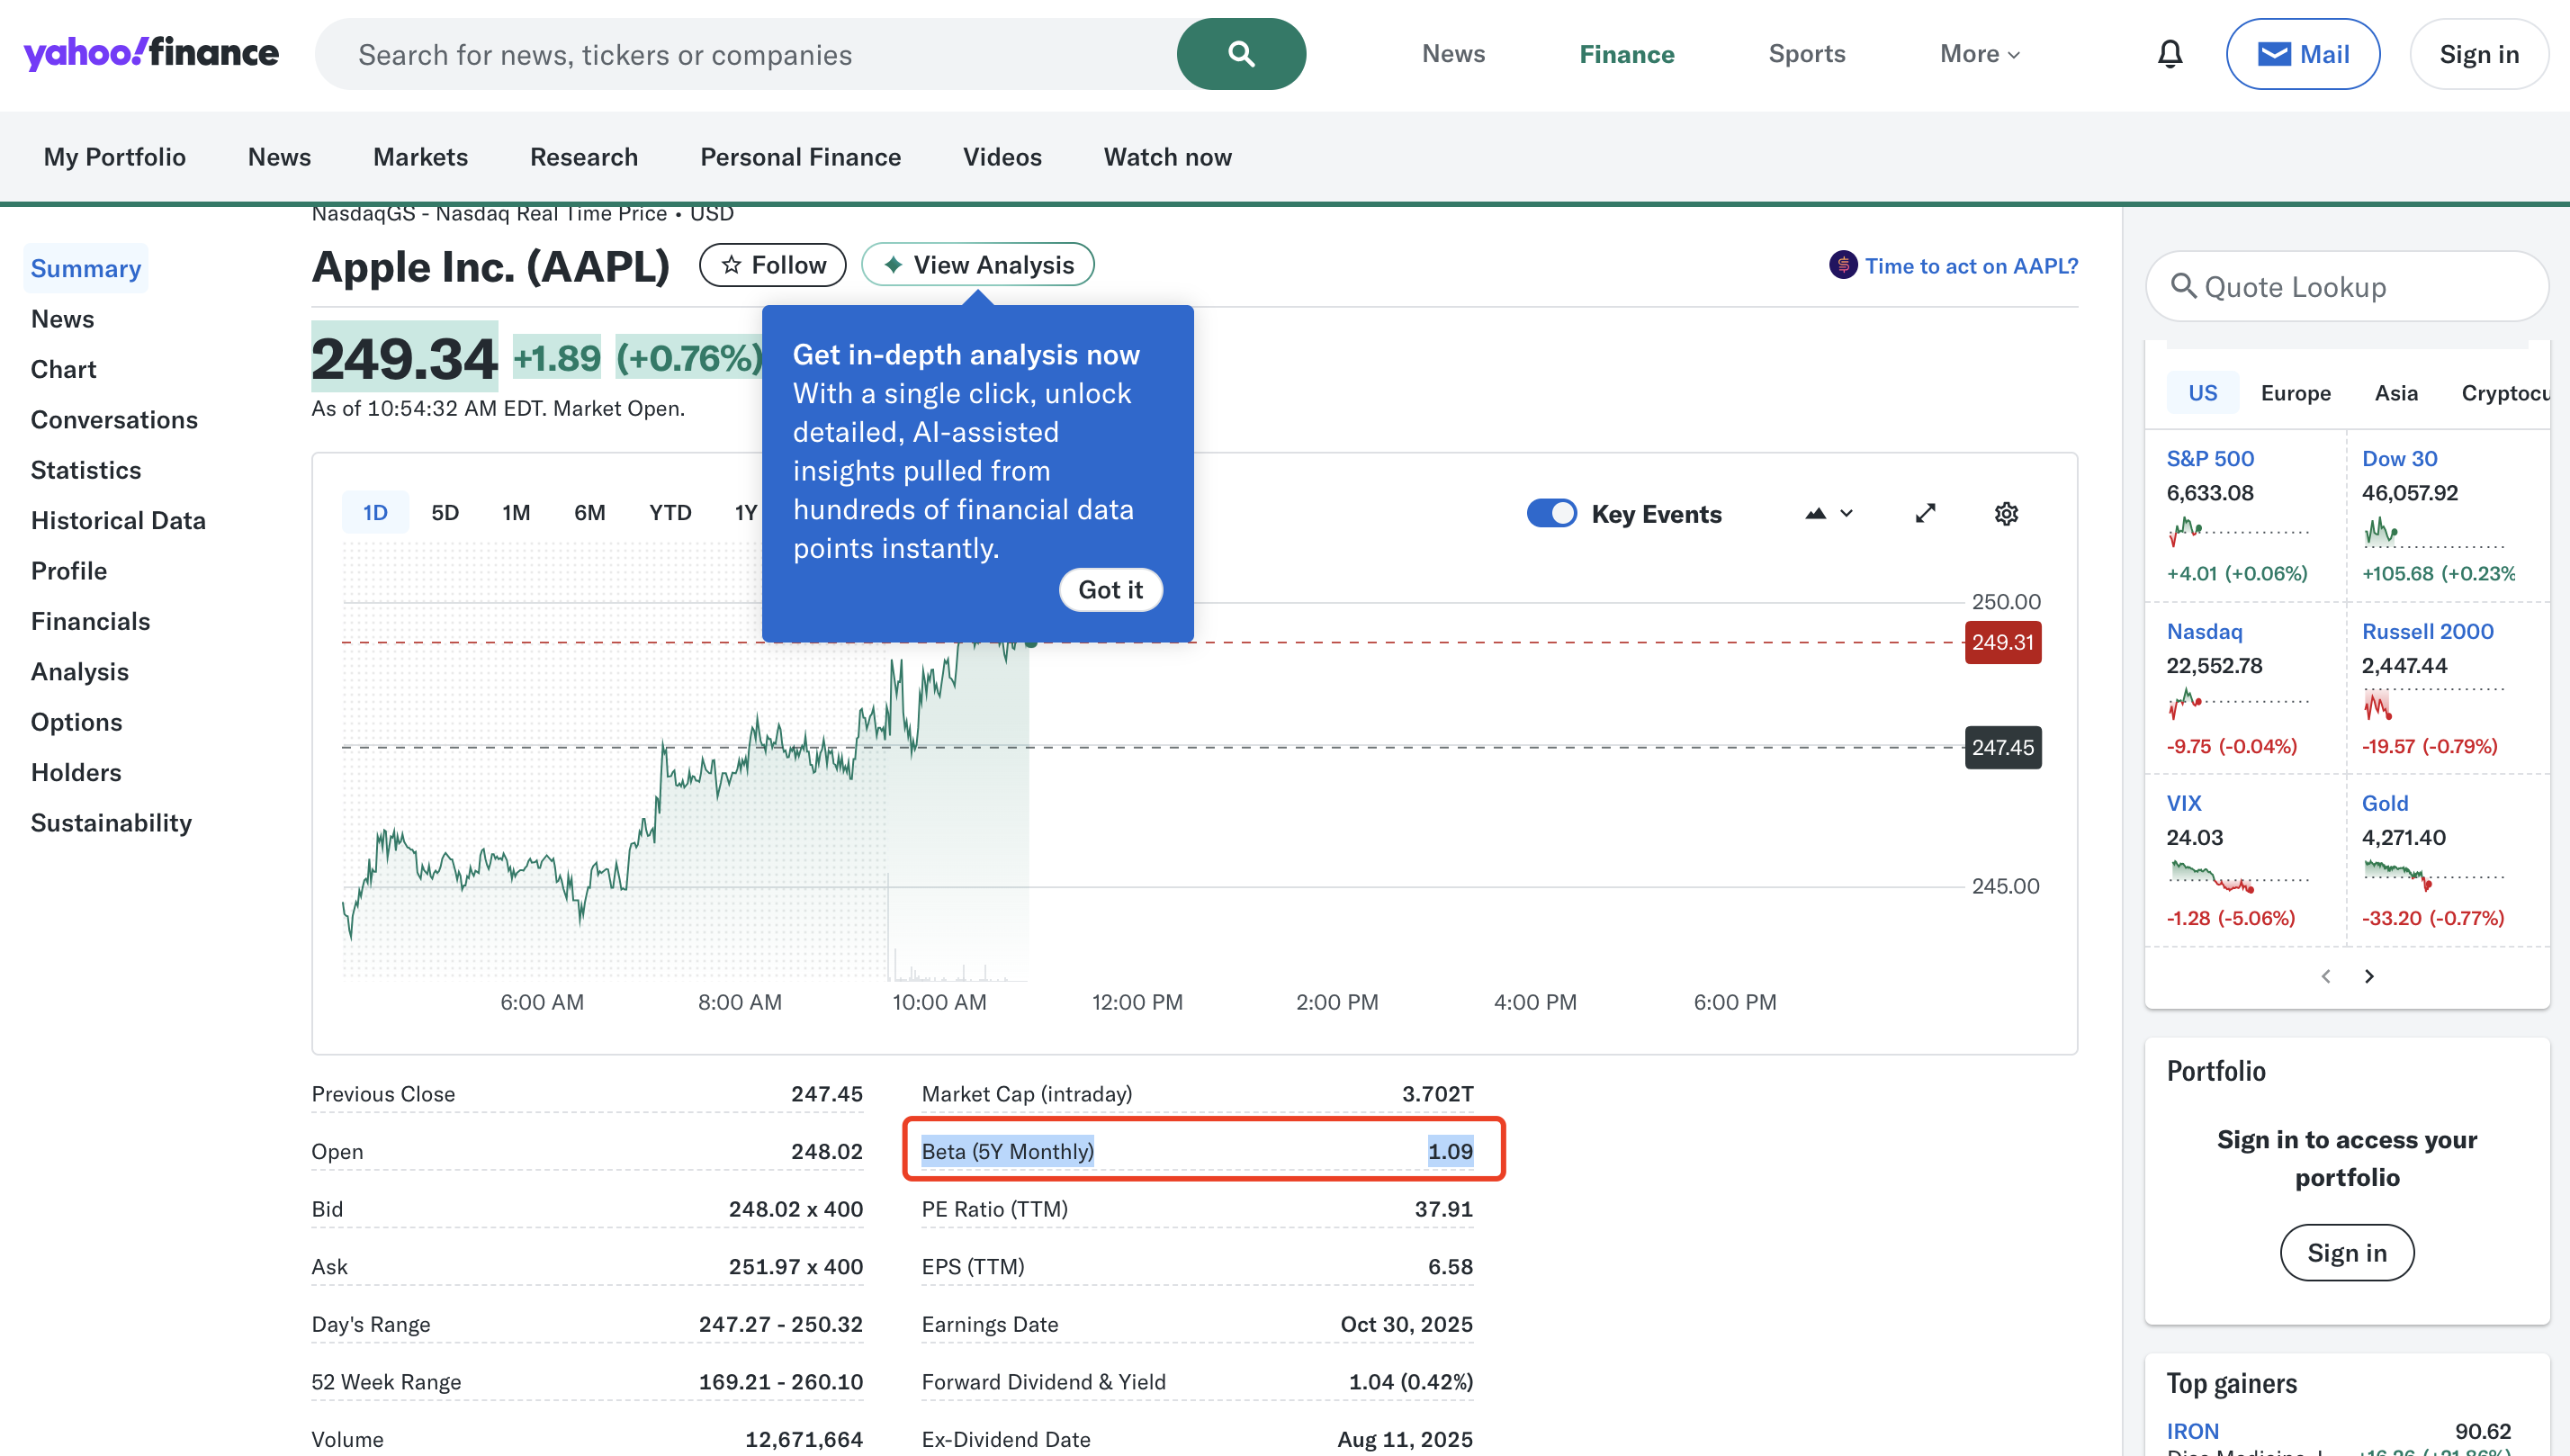 yahoo!finance
Search for news, tickers or companies
News
Finance
Sports
More
Mail
Sign in
My Portfolio
News
Markets
Research
Personal Finance
Videos
Watch now
NasdaqGS - Nasdaq Real Time Price • USD
Summary
News
Chart
Conversations
Statistics
Historical Data
Profile
Financials
Analysis
Options
Holders
Sustainability
Apple Inc. (AAPL)
Follow
View Analysis
Time to act on AAPL?
249.34 +1.89 (+0.76%)
As of 10:54:32 AM EDT. Market Open.
Get in-depth analysis now
With a single click, unlock
detailed, AI-assisted
insights pulled from
hundreds of financial data
points instantly.
Got it
1D 5D 1M 6M YTD 1Y
Key Events
250.00
249.31
247.45
245.00
6:00 AM 8:00 AM 10:00 AM 12:00 PM 2:00 PM 4:00 PM 6:00 PM
Previous Close 247.45
Open 248.02
Bid 248.02 x 400
Ask 251.97 x 400
Day's Range 247.27 - 250.32
52 Week Range 169.21 - 260.10
Volume 12,671,664
Market Cap (intraday) 3.702T
Beta (5Y Monthly) 1.09
PE Ratio (TTM) 37.91
EPS (TTM) 6.58
Earnings Date Oct 30, 2025
Forward Dividend & Yield 1.04 (0.42%)
Ex-Dividend Date Aug 11, 2025
Quote Lookup
US Europe Asia Cryptocu
S&P 500
6,633.08
+4.01 (+0.06%)
Dow 30
46,057.92
+105.68 (+0.23%
Nasdaq
22,552.78
-9.75 (-0.04%)
Russell 2000
2,447.44
-19.57 (-0.79%)
VIX
24.03
-1.28 (-5.06%)
Gold
4,271.40
-33.20 (-0.77%)
Portfolio
Sign in to access your
portfolio
Sign in
Top gainers
IRON 90.62